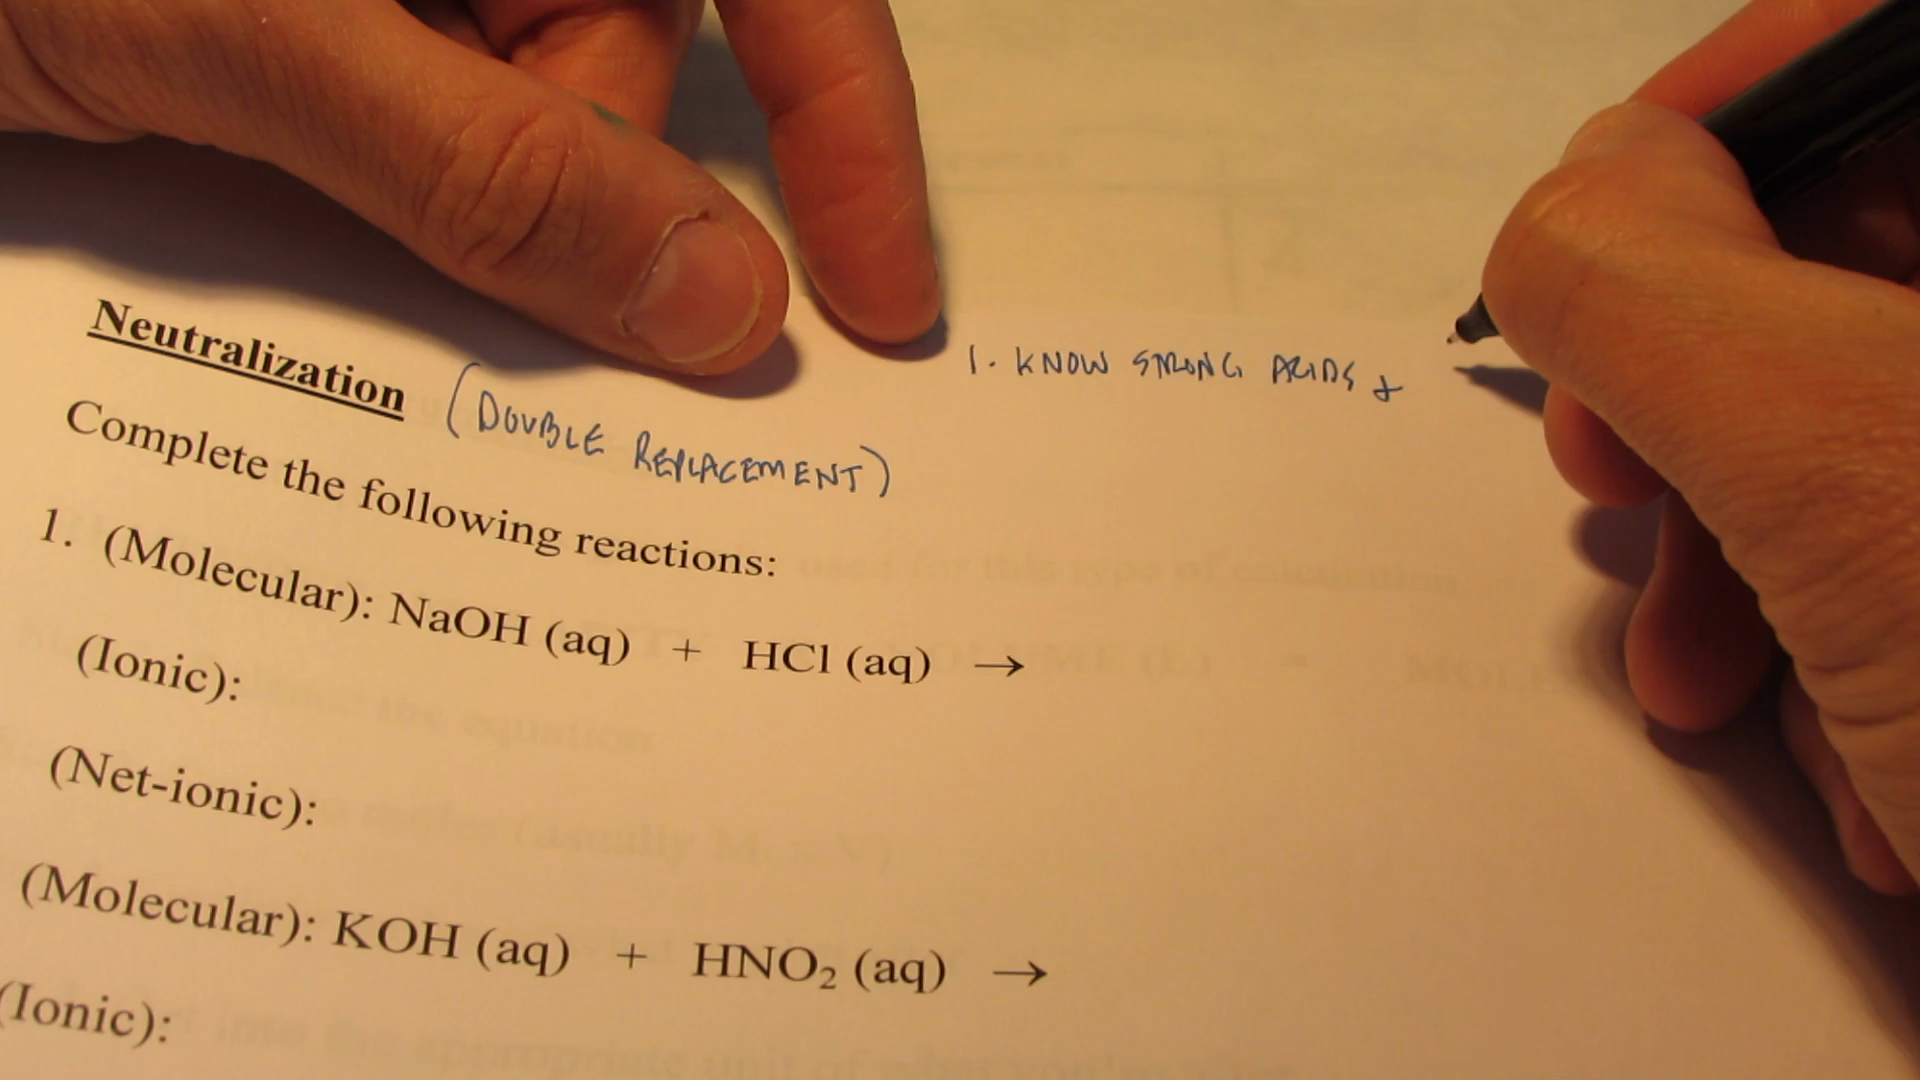 Neutralization (DOUBLE REPLACEMENT)
1. KNOW STRONG ACIDS +
Complete the following reactions:
1. (Molecular): NaOH (aq) + HCl (aq) →
(Ionic):
(Net-ionic):
(Molecular): KOH (aq) + HNO₂ (aq) →
(Ionic):